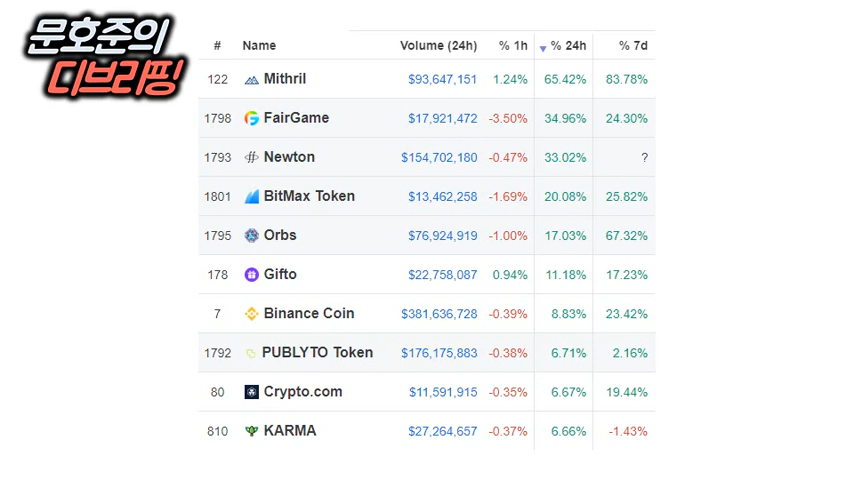 문호준의
디브리핑
# Name Volume (24h) % 1h % 24h % 7d
122 Mithril $93,647,151 1.24% 65.42% 83.78%
1798 FairGame $17,921,472 -3.50% 34.96% 24.30%
1793 Newton $154,702,180 -0.47% 33.02% ?
1801 BitMax Token $13,462,258 -1.69% 20.08% 25.82%
1795 Orbs $76,924,919 -1.00% 17.03% 67.32%
178 Gifto $22,758,087 0.94% 11.18% 17.23%
7 Binance Coin $381,636,728 -0.39% 8.83% 23.42%
1792 PUBLYTO Token $176,175,883 -0.38% 6.71% 2.16%
80 Crypto.com $11,591,915 -0.35% 6.67% 19.44%
810 KARMA $27,264,657 -0.37% 6.66% -1.43%